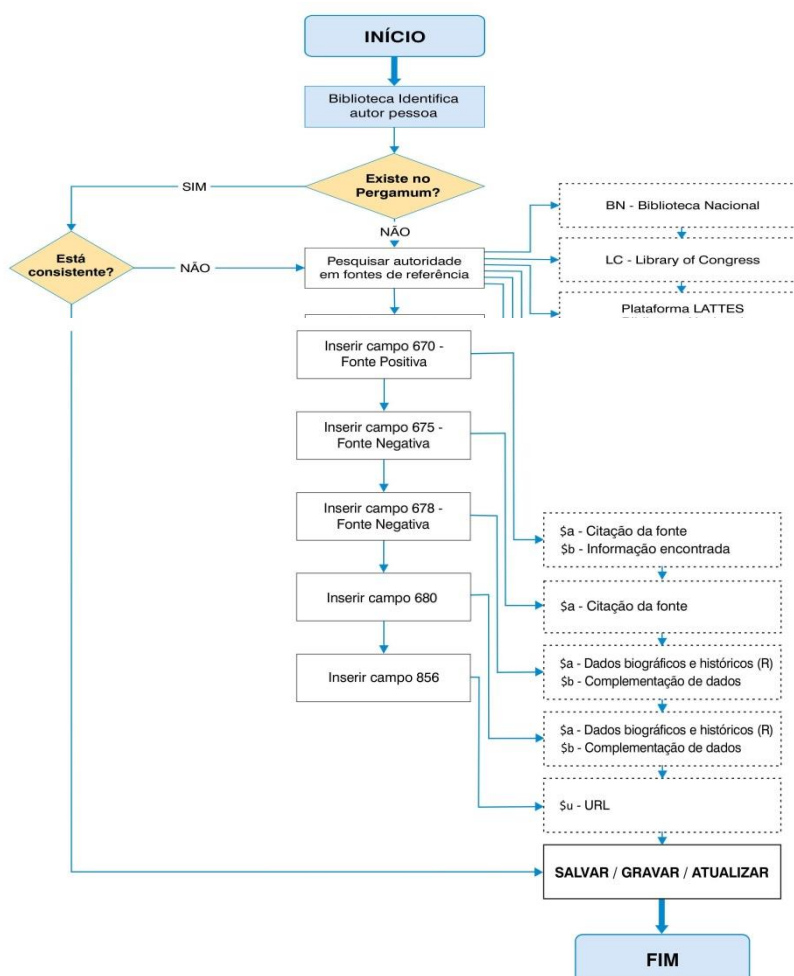 INÍCIO
Biblioteca Identifica
autor pessoa
Existe no
Pergamum?
SIM
NÃO
Está
consistente?
NÃO
Pesquisar autoridade
em fontes de referência
BN - Biblioteca Nacional
LC - Library of Congress
Plataforma LATTES
Inserir campo 670 -
Fonte Positiva
Inserir campo 675 -
Fonte Negativa
Inserir campo 678 -
Fonte Negativa
Inserir campo 680
Inserir campo 856
$a - Citação da fonte
$b - Informação encontrada
$a - Citação da fonte
$a - Dados biográficos e históricos (R)
$b - Complementação de dados
$a - Dados biográficos e históricos (R)
$b - Complementação de dados
$u - URL
SALVAR / GRAVAR / ATUALIZAR
FIM